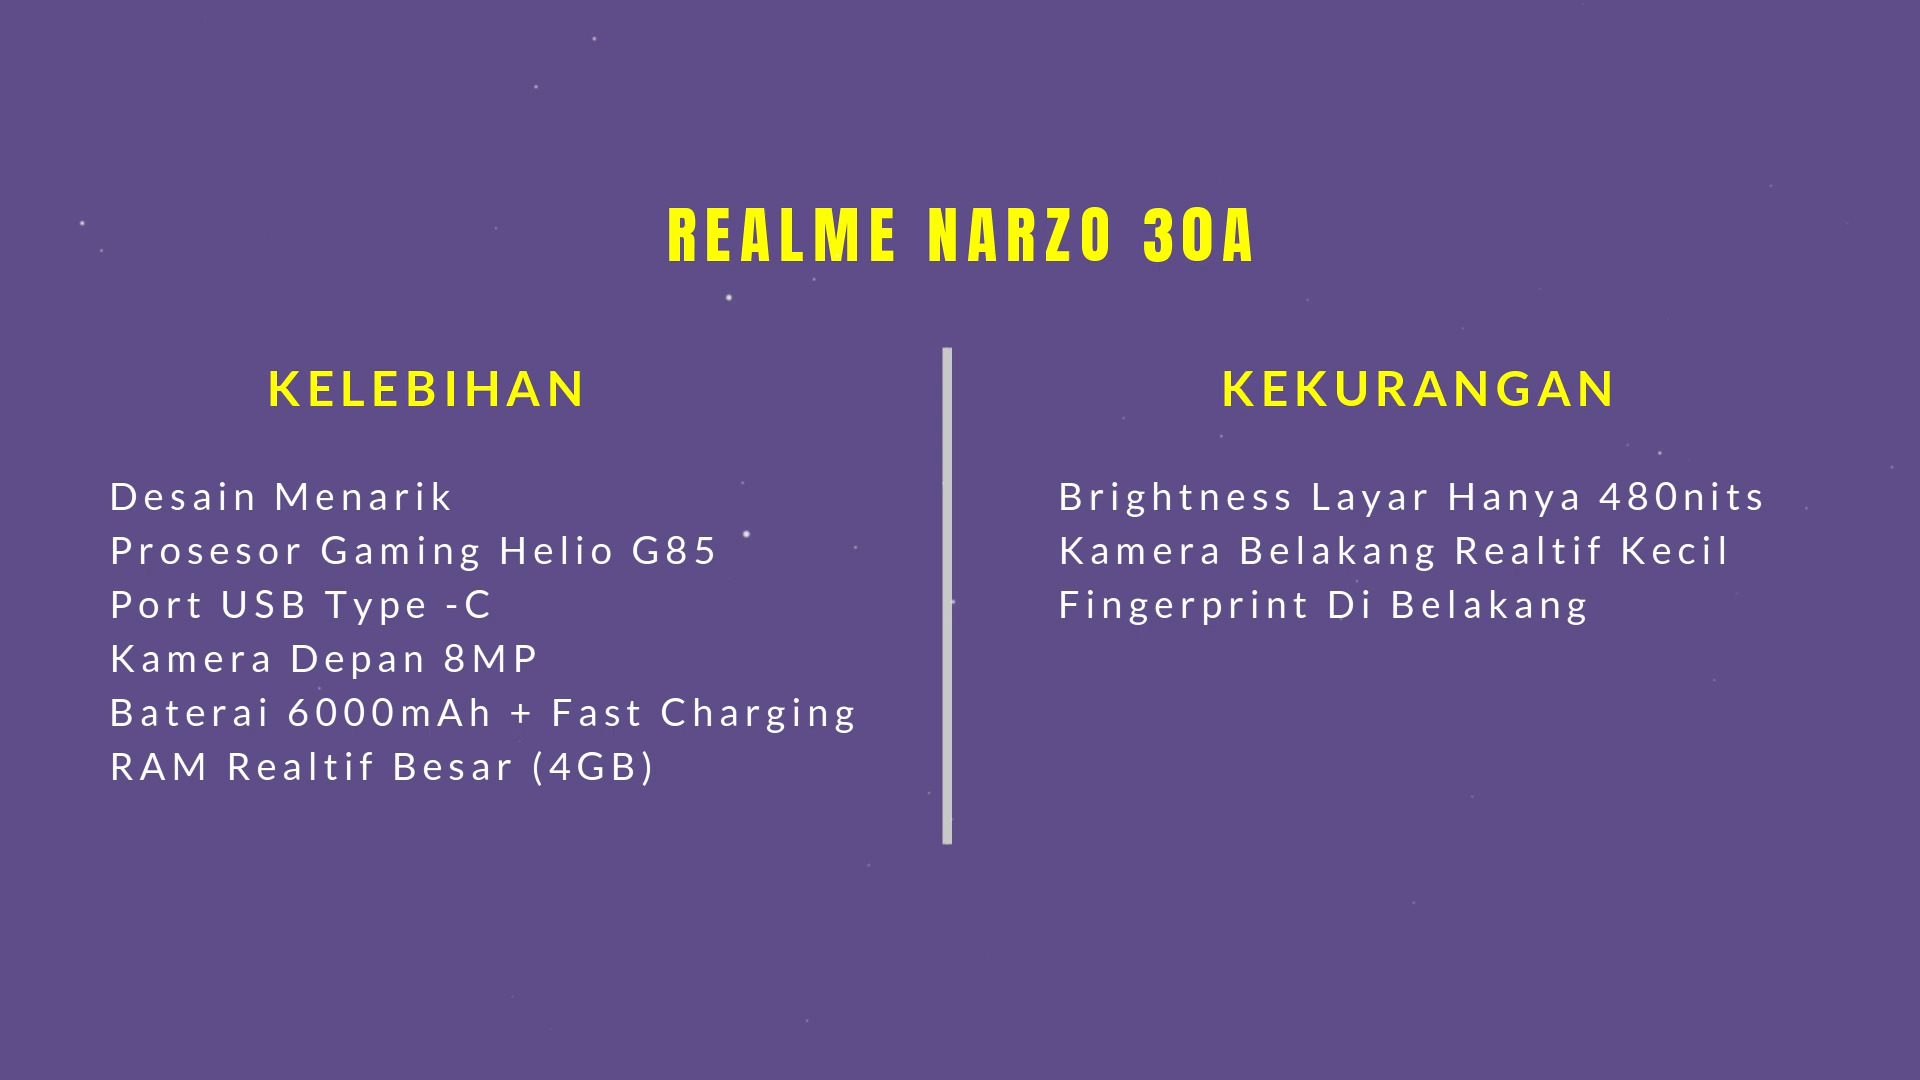 REALME NARZO 30A
KELEBIHAN
Desain Menarik
Prosesor Gaming Helio G85
Port USB Type -C
Kamera Depan 8MP
Baterai 6000mAh + Fast Charging
RAM Realtif Besar (4GB)
KEKURANGAN
Brightness Layar Hanya 480nits
Kamera Belakang Realtif Kecil
Fingerprint Di Belakang